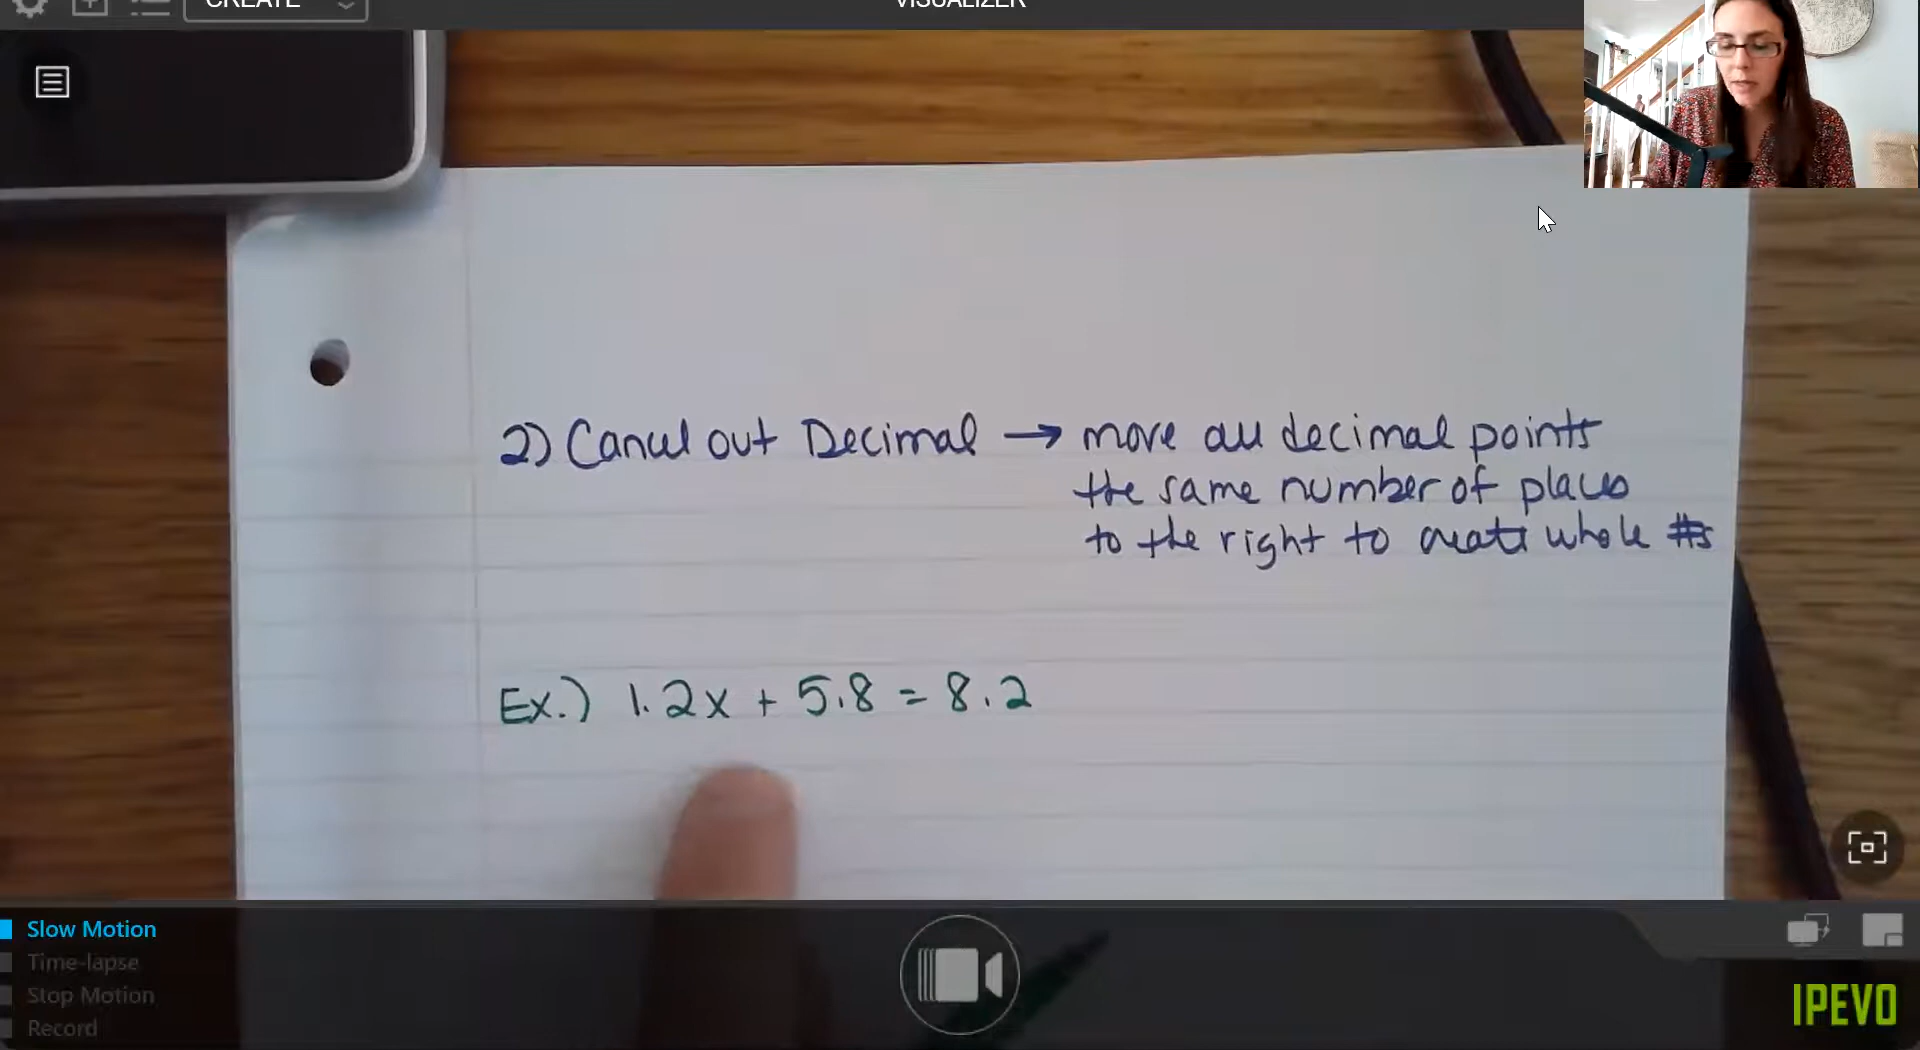 CREATE
VISUALIZER
2) Cancel out Decimal → move all decimal points
the same number of places
to the right to create whole #s
Ex.) 1.2x + 5.8 = 8.2
Slow Motion
Time-lapse
Stop Motion
Record
IPEVO